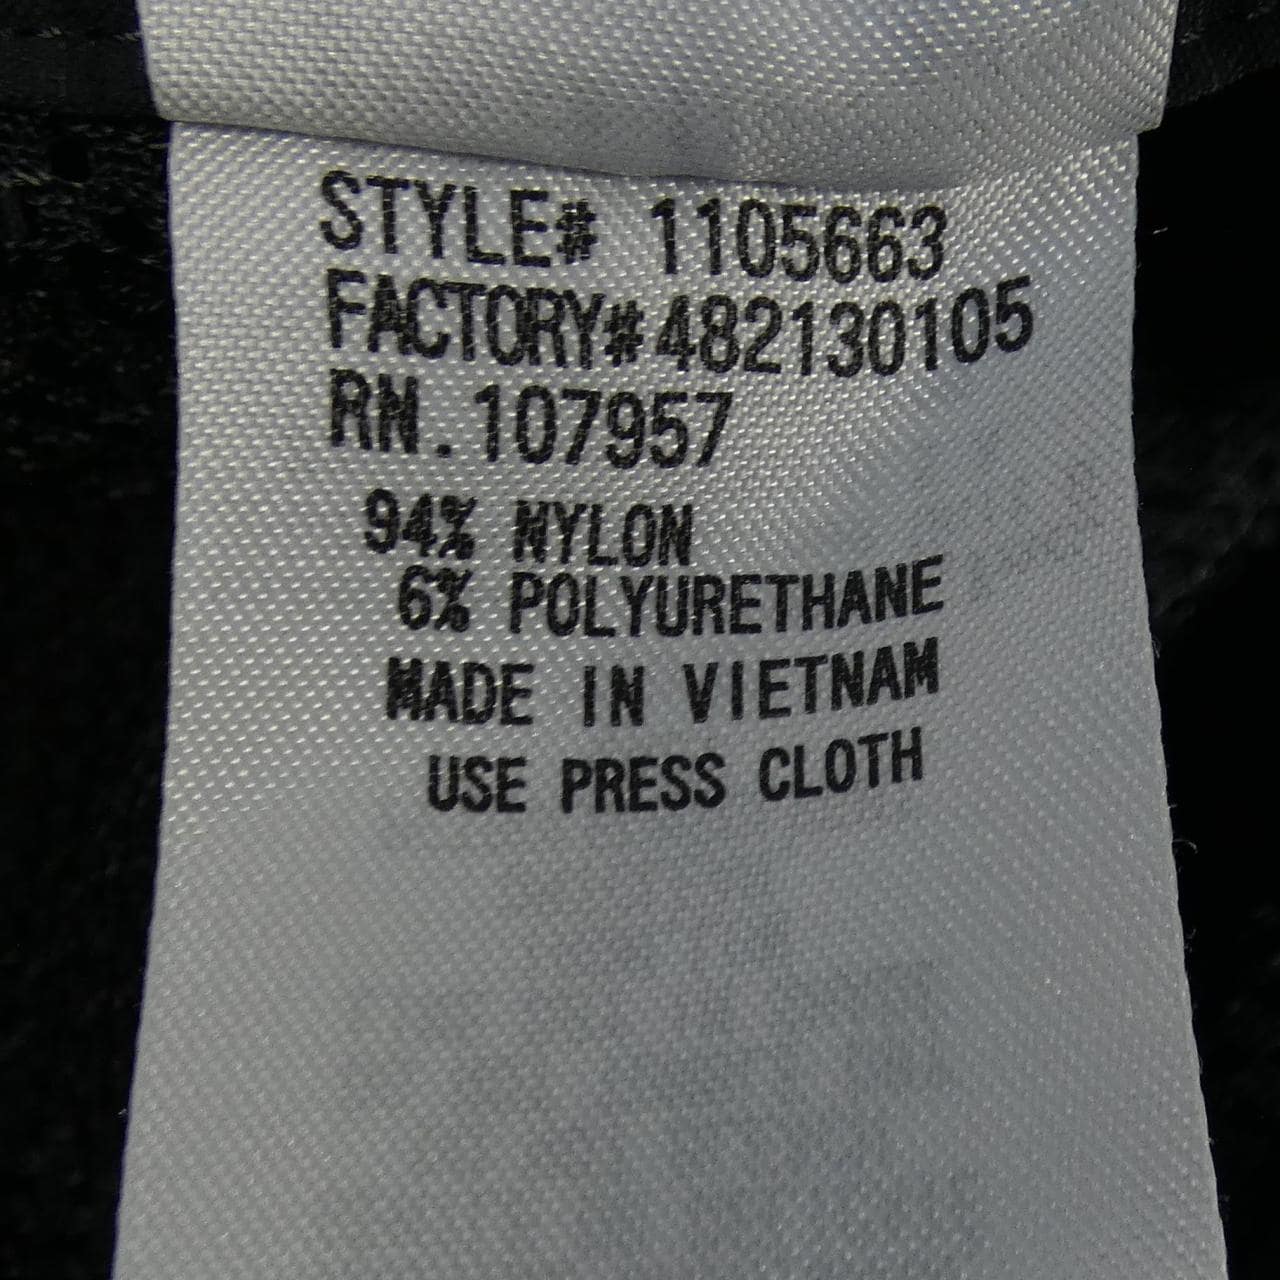 STYLE# 1105663
FACTORY#482130105
RN.107957
94% NYLON
6% POLYURETHANE
MADE IN VIETNAM
USE PRESS CLOTH